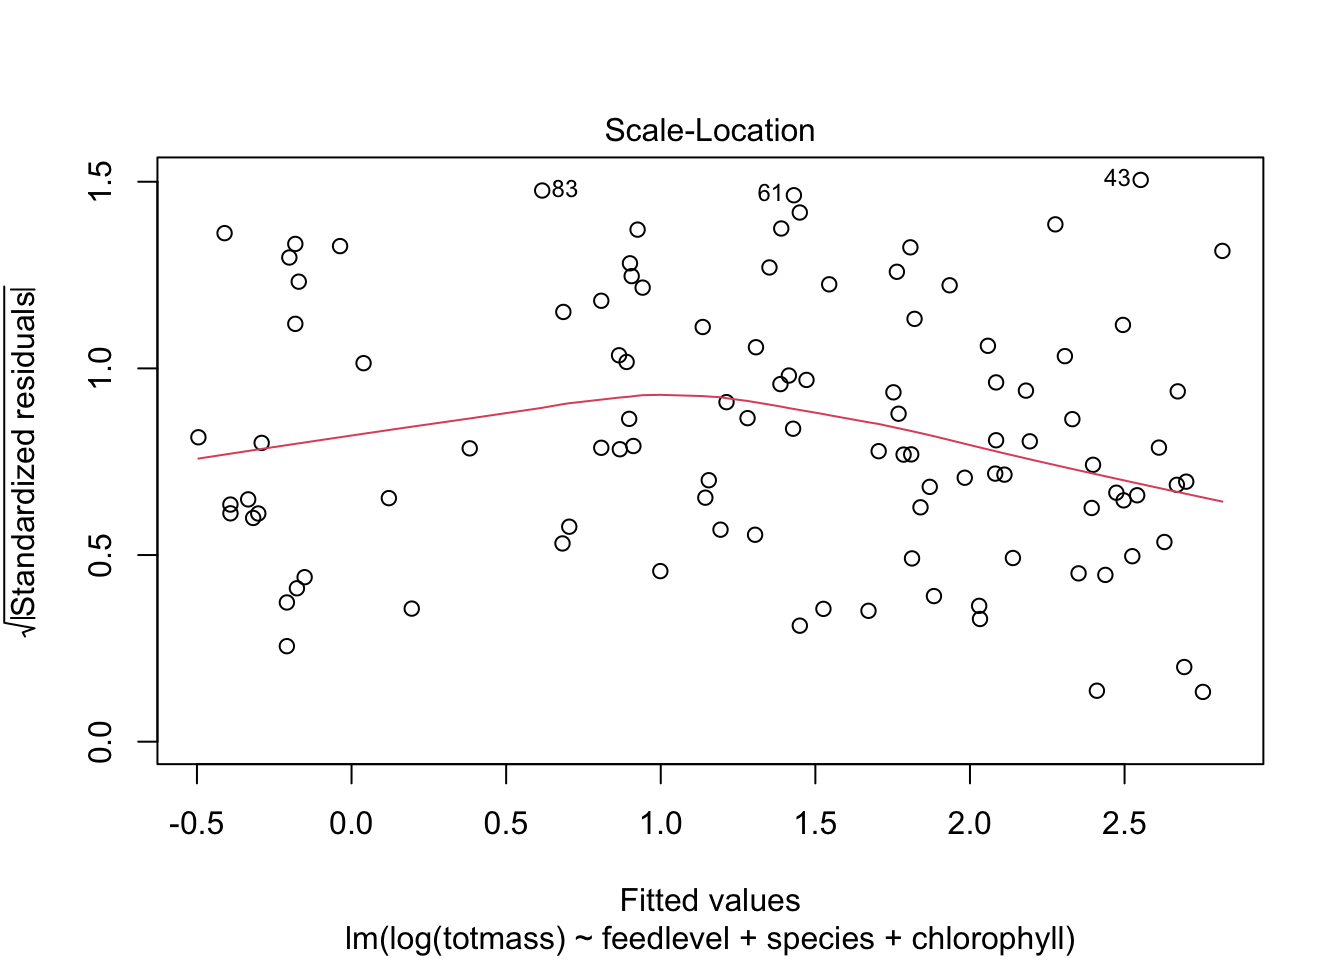 Scale-Location
√|Standardized residuals|
1.5
1.0
0.5
0.0
83
61
43
-0.5 0.0 0.5 1.0 1.5 2.0 2.5
Fitted values
lm(log(totmass) ~ feedlevel + species + chlorophyll)